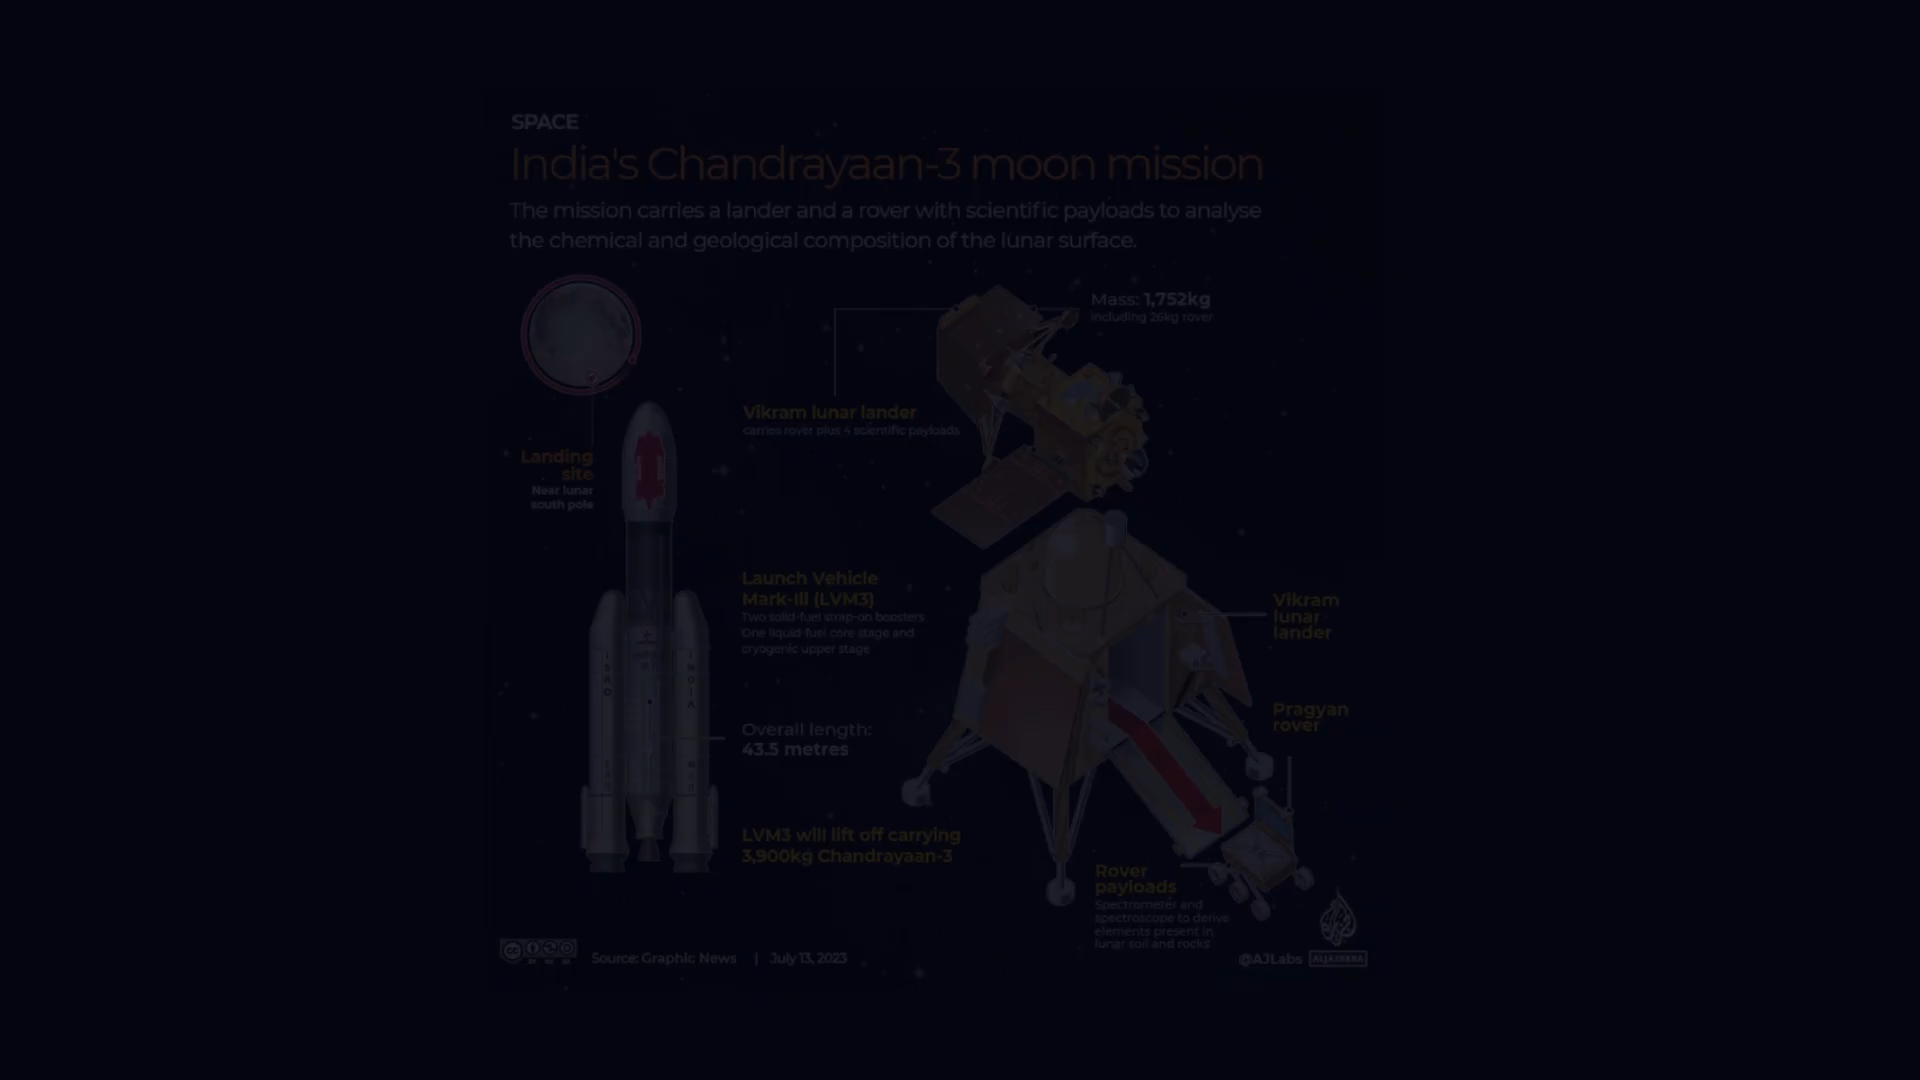 SPACE
India's Chandrayaan-3 moon mission
The mission carries a lander and a rover with scientific payloads to analyse
the chemical and geological composition of the lunar surface.
Mass: 1,752kg
including 26kg rover
Vikram lunar lander
carries rover plus 4 scientific payloads
Landing
site
Near lunar
south pole
Launch Vehicle
Mark-III (LVM3)
Two solid-fuel strap-on boosters
One liquid-fuel core stage and
cryogenic upper stage
Vikram
lunar
lander
ISRO
INDIA
Pragyan
rover
Overall length:
43.5 metres
LVM3 will lift off carrying
3,900kg Chandrayaan-3
Rover
payloads
Spectrometer and
spectroscope to derive
elements present in
lunar soil and rocks
Source: Graphic News | July 13, 2023
@AJLabs
ALJAZEERA